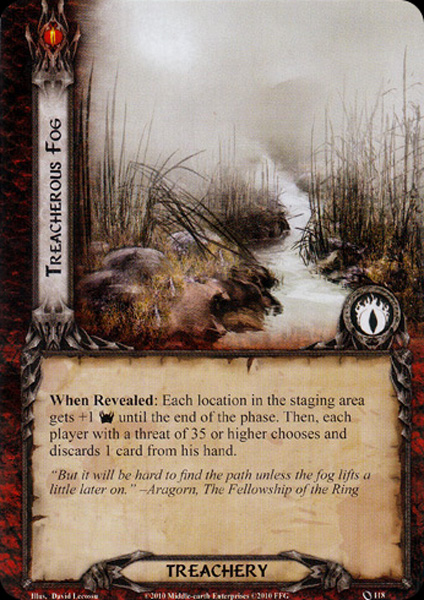 TREACHEROUS FOG
When Revealed: Each location in the staging area
gets +1 until the end of the phase. Then, each
player with a threat of 35 or higher chooses and
discards 1 card from his hand.
“But it will be hard to find the path unless the fog lifts a
little later on.” –Aragorn, The Fellowship of the Ring
TREACHERY
Illus. David Lecossu ©2010 Middle-earth Enterprises ©2010 FFG 118